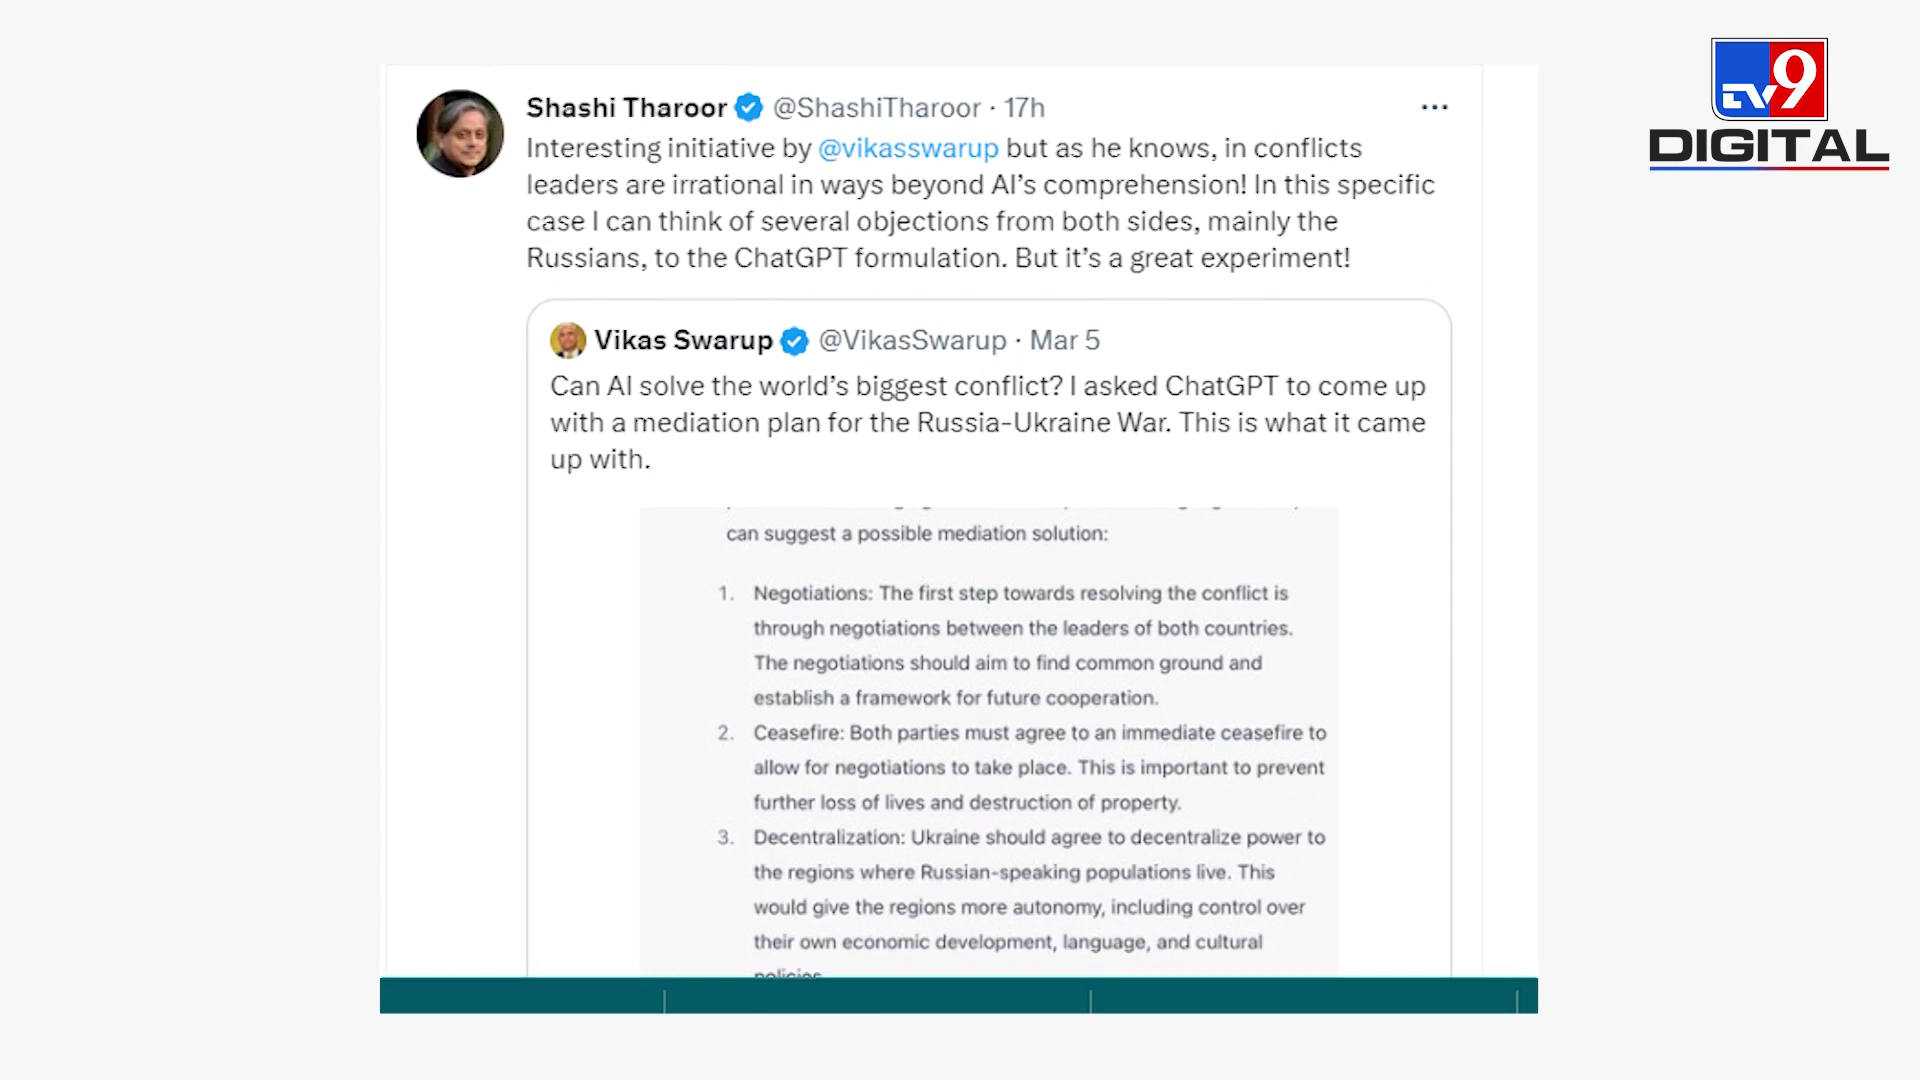 TV9
DIGITAL
Shashi Tharoor @ShashiTharoor · 17h
Interesting initiative by @vikasswarup but as he knows, in conflicts
leaders are irrational in ways beyond AI’s comprehension! In this specific
case I can think of several objections from both sides, mainly the
Russians, to the ChatGPT formulation. But it’s a great experiment!
Vikas Swarup @VikasSwarup · Mar 5
Can AI solve the world’s biggest conflict? I asked ChatGPT to come up
with a mediation plan for the Russia-Ukraine War. This is what it came
up with.
can suggest a possible mediation solution:
1. Negotiations: The first step towards resolving the conflict is
through negotiations between the leaders of both countries.
The negotiations should aim to find common ground and
establish a framework for future cooperation.
2. Ceasefire: Both parties must agree to an immediate ceasefire to
allow for negotiations to take place. This is important to prevent
further loss of lives and destruction of property.
3. Decentralization: Ukraine should agree to decentralize power to
the regions where Russian-speaking populations live. This
would give the regions more autonomy, including control over
their own economic development, language, and cultural
policies